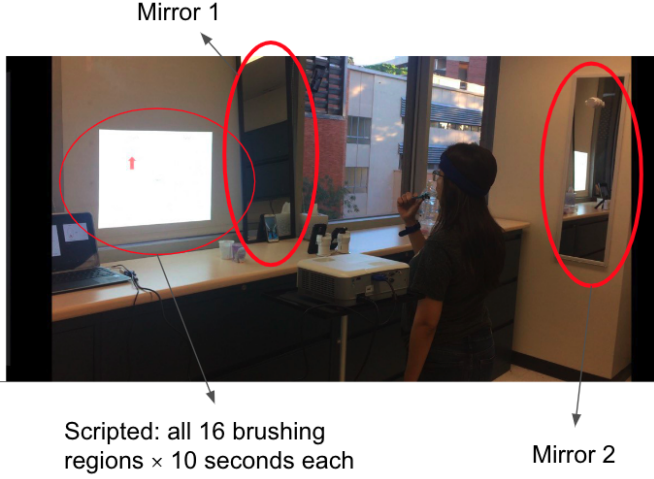 Mirror 1
Scripted: all 16 brushing
regions × 10 seconds each
Mirror 2